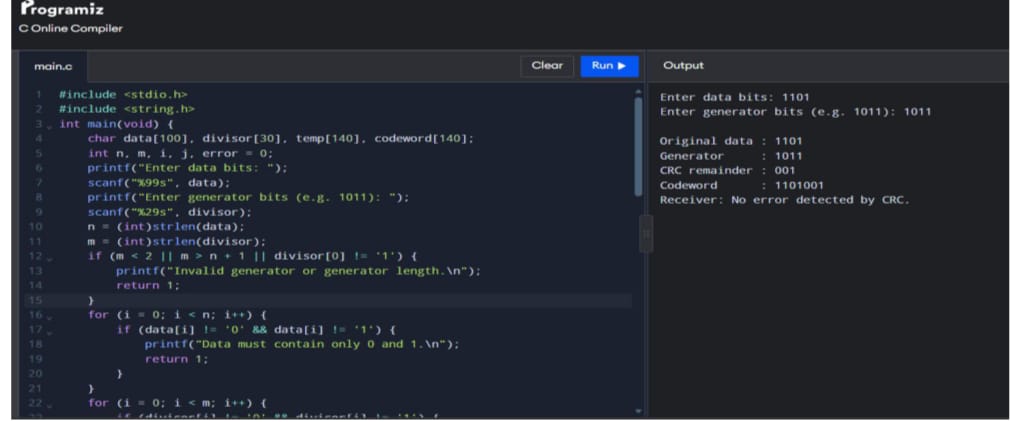 Programiz
C Online Compiler
main.c
Clear
Run
Output
1 #include <stdio.h>
2 #include <string.h>
3 int main(void) {
4 char data[100], divisor[30], temp[140], codeword[140];
5 int n, m, i, j, error = 0;
6 printf("Enter data bits: ");
7 scanf("%99s", data);
8 printf("Enter generator bits (e.g. 1011): ");
9 scanf("%29s", divisor);
10 n = (int)strlen(data);
11 m = (int)strlen(divisor);
12 if (m < 2 || m > n + 1 || divisor[0] != '1') {
13 printf("Invalid generator or generator length.\n");
14 return 1;
15 }
16 for (i = 0; i < n; i++) {
17 if (data[i] != '0' && data[i] != '1') {
18 printf("Data must contain only 0 and 1.\n");
19 return 1;
20 }
21 }
22 for (i = 0; i < m; i++) {
Enter data bits: 1101
Enter generator bits (e.g. 1011): 1011
Original data : 1101
Generator : 1011
CRC remainder : 001
Codeword : 1101001
Receiver: No error detected by CRC.